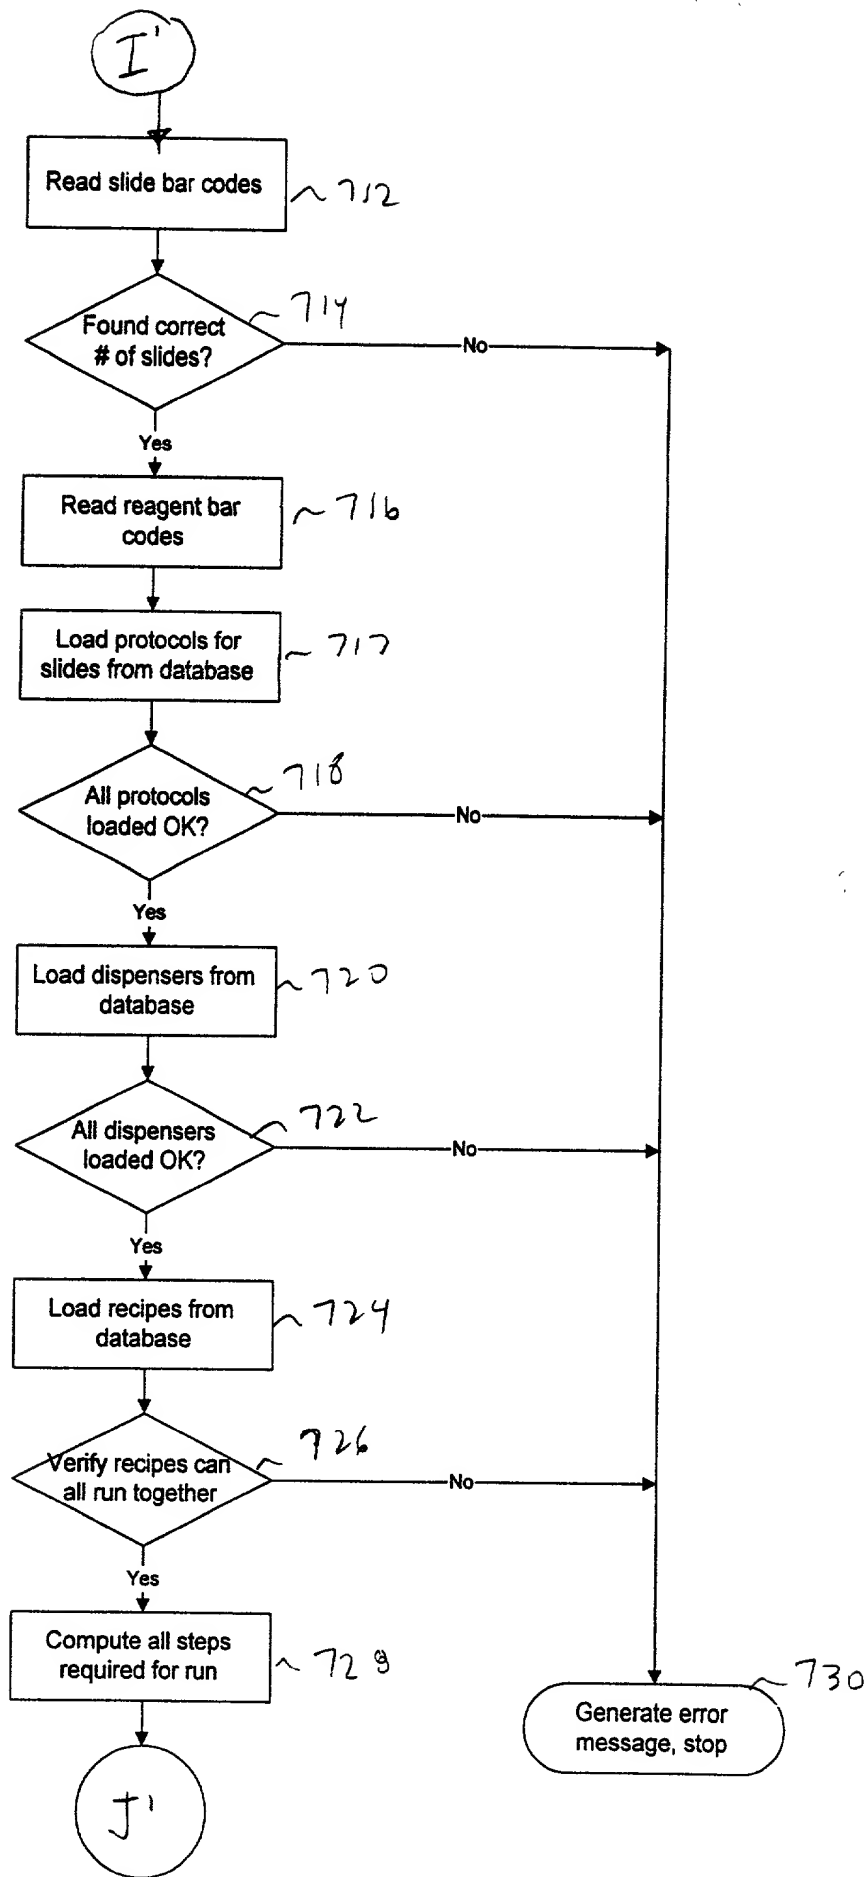 I'
Read slide bar codes
712
714
Found correct
# of slides?
No
Yes
Read reagent bar
codes
716
Load protocols for
slides from database
717
718
All protocols
loaded OK?
No
Yes
Load dispensers from
database
720
722
All dispensers
loaded OK?
No
Yes
Load recipes from
database
724
726
Verify recipes can
all run together
No
Yes
Compute all steps
required for run
728
730
Generate error
message, stop
J'